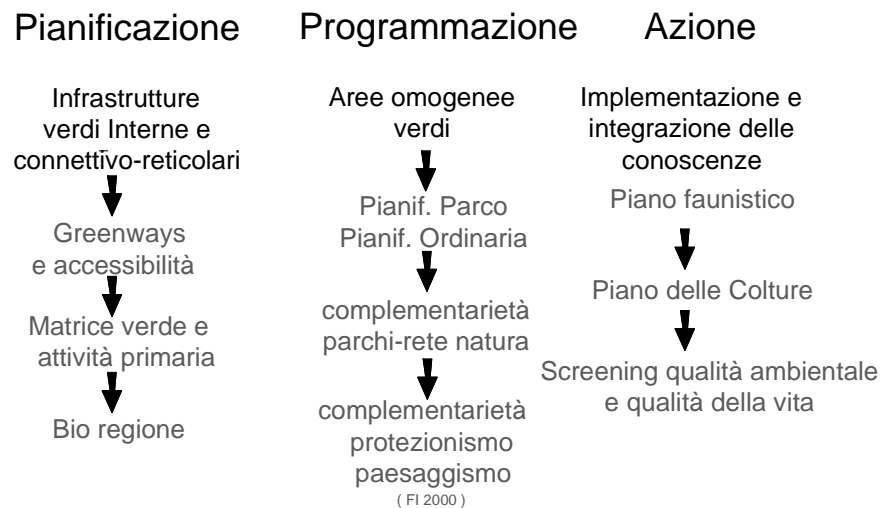 Pianificazione
Infrastrutture
verdi Interne e
connettivo-reticolari
Greenways
e accessibilità
Matrice verde e
attività primaria
Bio regione
Programmazione
Aree omogenee
verdi
Pianif. Parco
Pianif. Ordinaria
complementarietà
parchi-rete natura
complementarietà
protezionismo
paesaggismo
( FI 2000 )
Azione
Implementazione e
integrazione delle
conoscenze
Piano faunistico
Piano delle Colture
Screening qualità ambientale
e qualità della vita